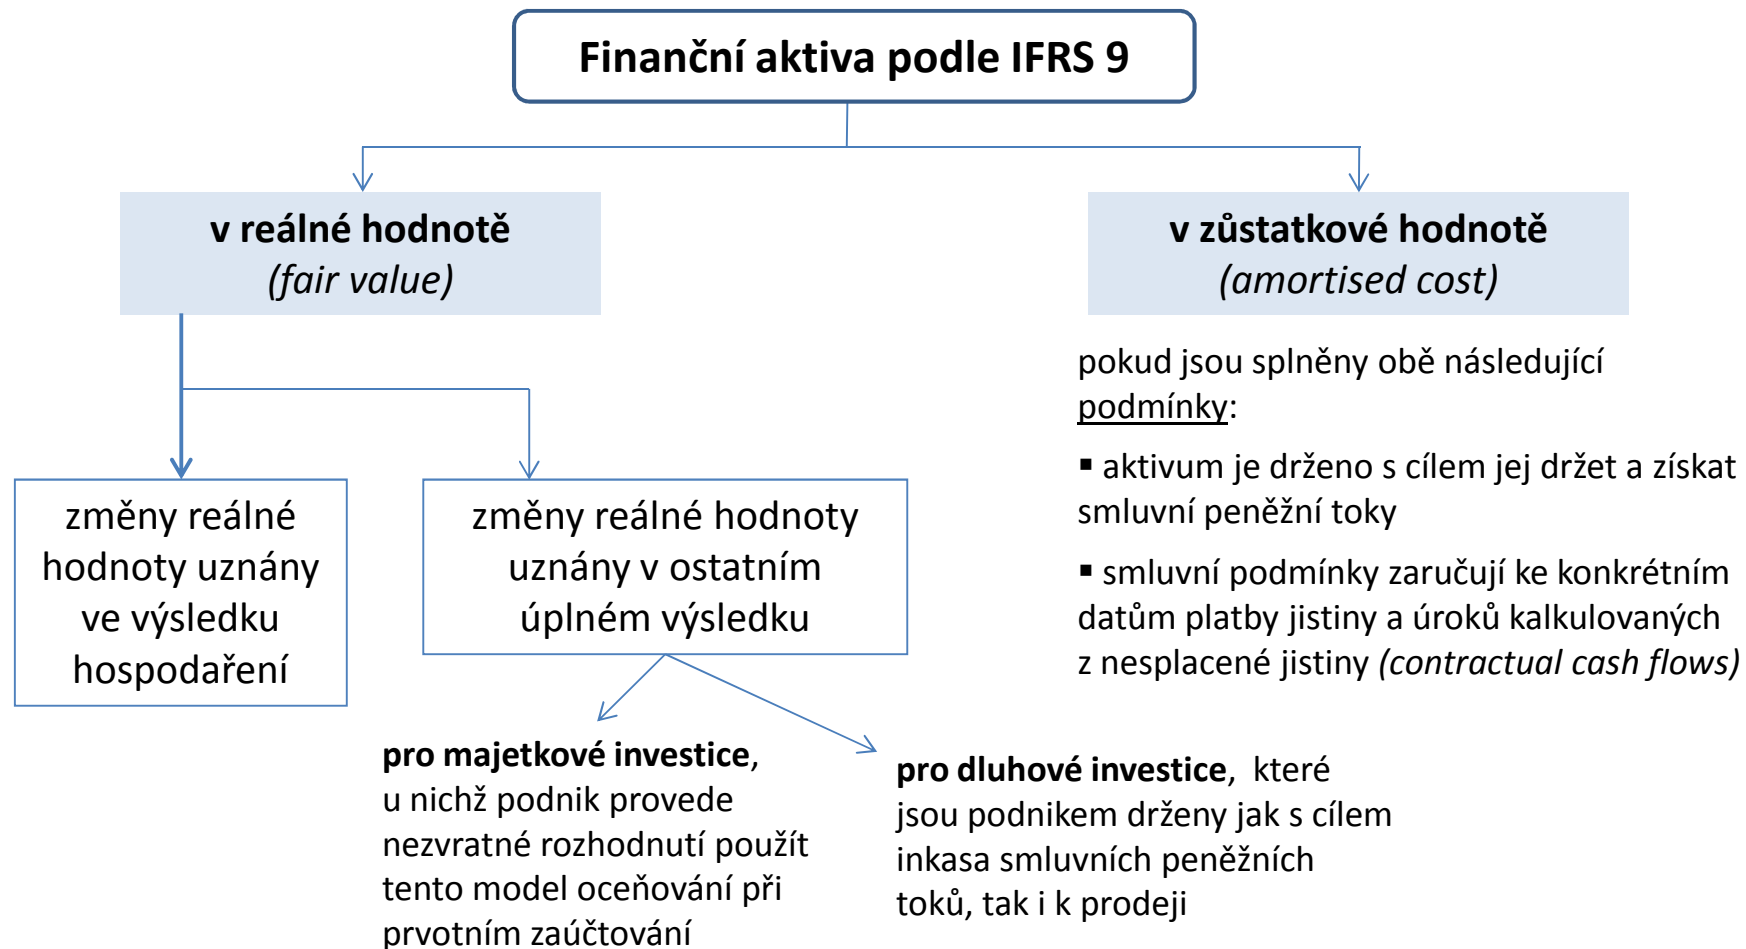 Finanční aktiva podle IFRS 9
v reálné hodnotě
(fair value)
v zůstatkové hodnotě
(amortised cost)
pokud jsou splněny obě následující
podmínky:
▪ aktivum je drženo s cílem jej držet a získat
smluvní peněžní toky
▪ smluvní podmínky zaručují ke konkrétním
datům platby jistiny a úroků kalkulovaných
z nesplacené jistiny (contractual cash flows)
změny reálné
hodnoty uznány
ve výsledku
hospodaření
změny reálné hodnoty
uznány v ostatním
úplném výsledku
pro majetkové investice,
u nichž podnik provede
nezvratné rozhodnutí použít
tento model oceňování při
prvotním zaúčtování
pro dluhové investice, které
jsou podnikem drženy jak s cílem
inkasa smluvních peněžních
toků, tak i k prodeji